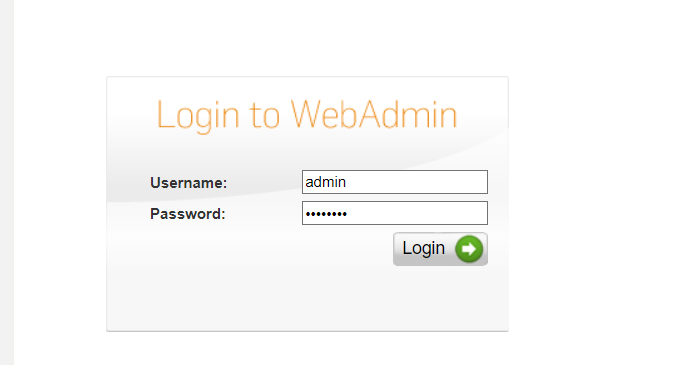 Login to WebAdmin
Username: admin
Password: ••••••••
Login